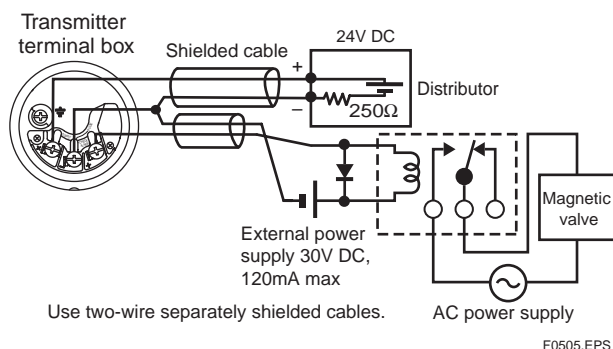 Transmitter
terminal box
Shielded cable
24V DC
+
–
250Ω
Distributor
External power
supply 30V DC,
120mA max
Magnetic
valve
AC power supply
Use two-wire separately shielded cables.
F0505.EPS